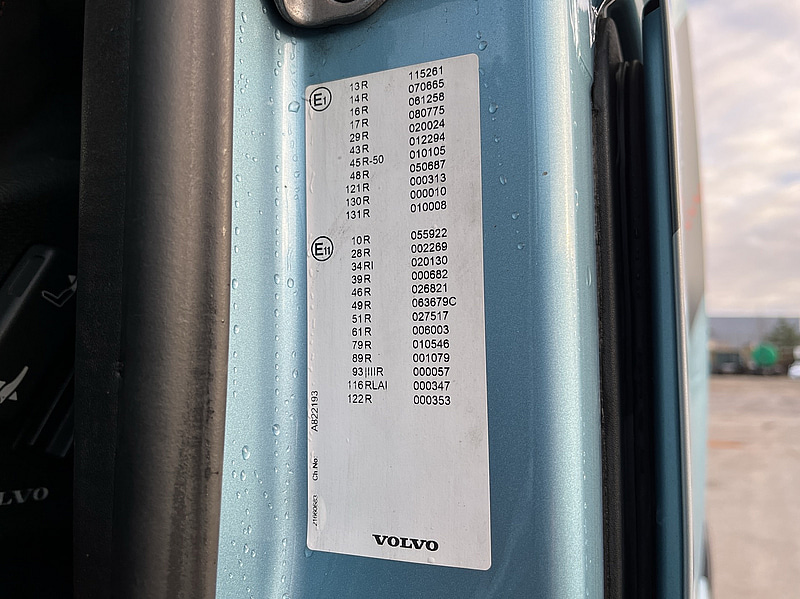 E1
13R 115261
14R 070665
16R 061258
17R 080775
29R 020024
43R 012294
45R-50 010105
48R 050687
121R 000313
130R 000010
131R 010008
E11
10R 055922
28R 002269
34RI 020130
39R 000682
46R 026821
49R 063679C
51R 027517
61R 006003
79R 010546
89R 001079
93|IIIR 000057
116RLAI 000347
122R 000353
Ch No A822193
VOLVO
VOLVO